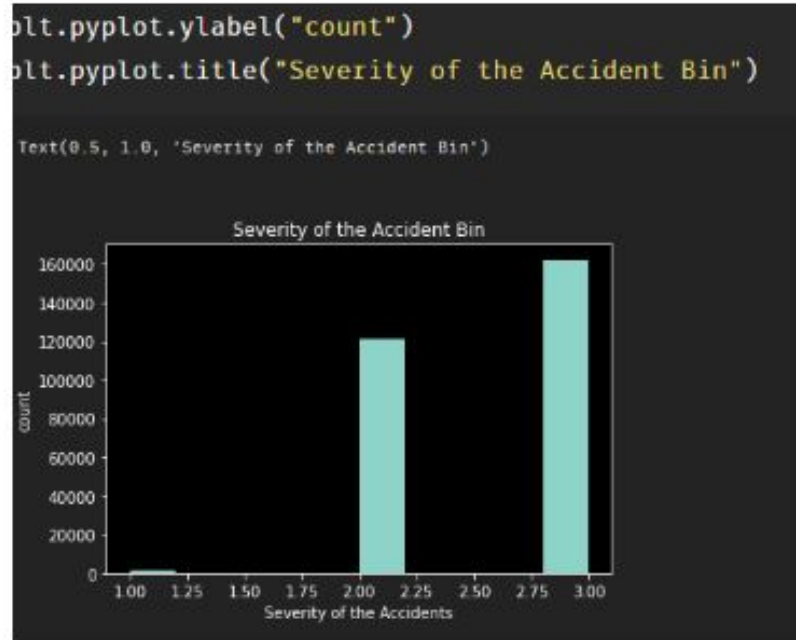 plt.pyplot.ylabel("count")
plt.pyplot.title("Severity of the Accident Bin")
Text(0.5, 1.0, 'Severity of the Accident Bin')
Severity of the Accident Bin
160000
140000
120000
100000
80000
60000
40000
20000
0
count
1.00 1.25 1.50 1.75 2.00 2.25 2.50 2.75 3.00
Severity of the Accidents